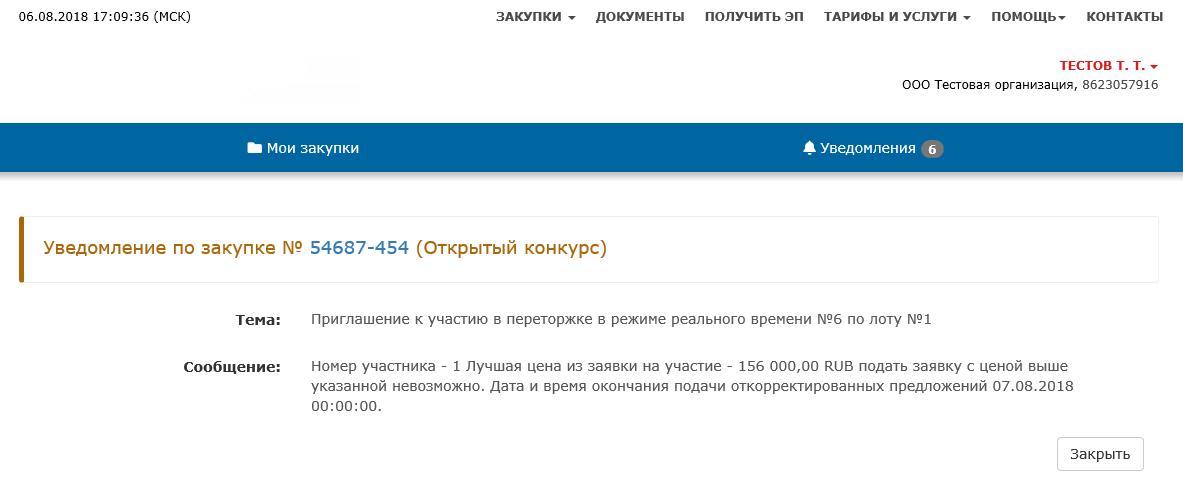 06.08.2018 17:09:36 (МСК)
ЗАКУПКИ ДОКУМЕНТЫ ПОЛУЧИТЬ ЭП ТАРИФЫ И УСЛУГИ ПОМОЩЬ КОНТАКТЫ
ТЕСТОВ Т. Т.
ООО Тестовая организация, 8623057916
Мои закупки
Уведомления 6
Уведомление по закупке № 54687-454 (Открытый конкурс)
Тема: Приглашение к участию в переторжке в режиме реального времени №6 по лоту №1
Сообщение: Номер участника - 1 Лучшая цена из заявки на участие - 156 000,00 RUB подать заявку с ценой выше
указанной невозможно. Дата и время окончания подачи откорректированных предложений 07.08.2018
00:00:00.
Закрыть